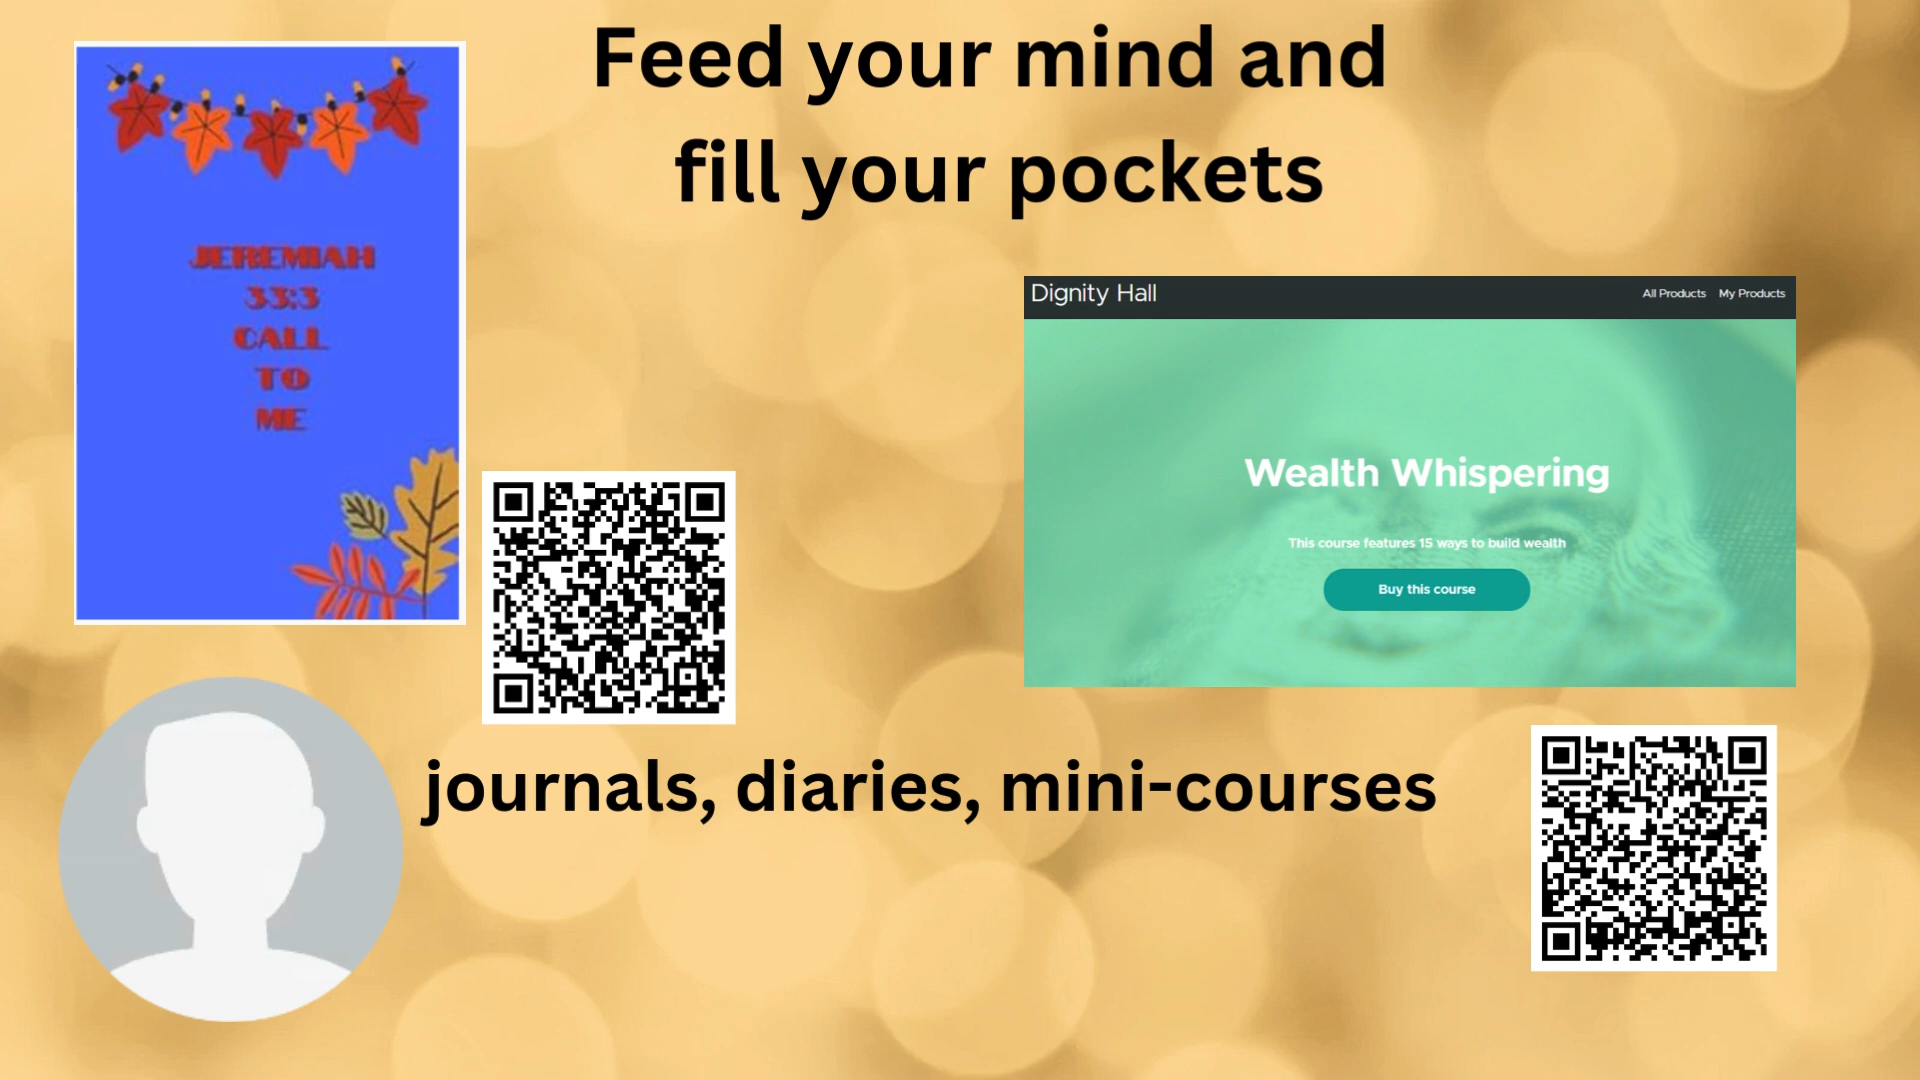 Feed your mind and
fill your pockets
JEREMIAH
33:3
CALL
TO
ME
Dignity Hall
All Products My Products
Wealth Whispering
This course features 15 ways to build wealth
Buy this course
journals, diaries, mini-courses